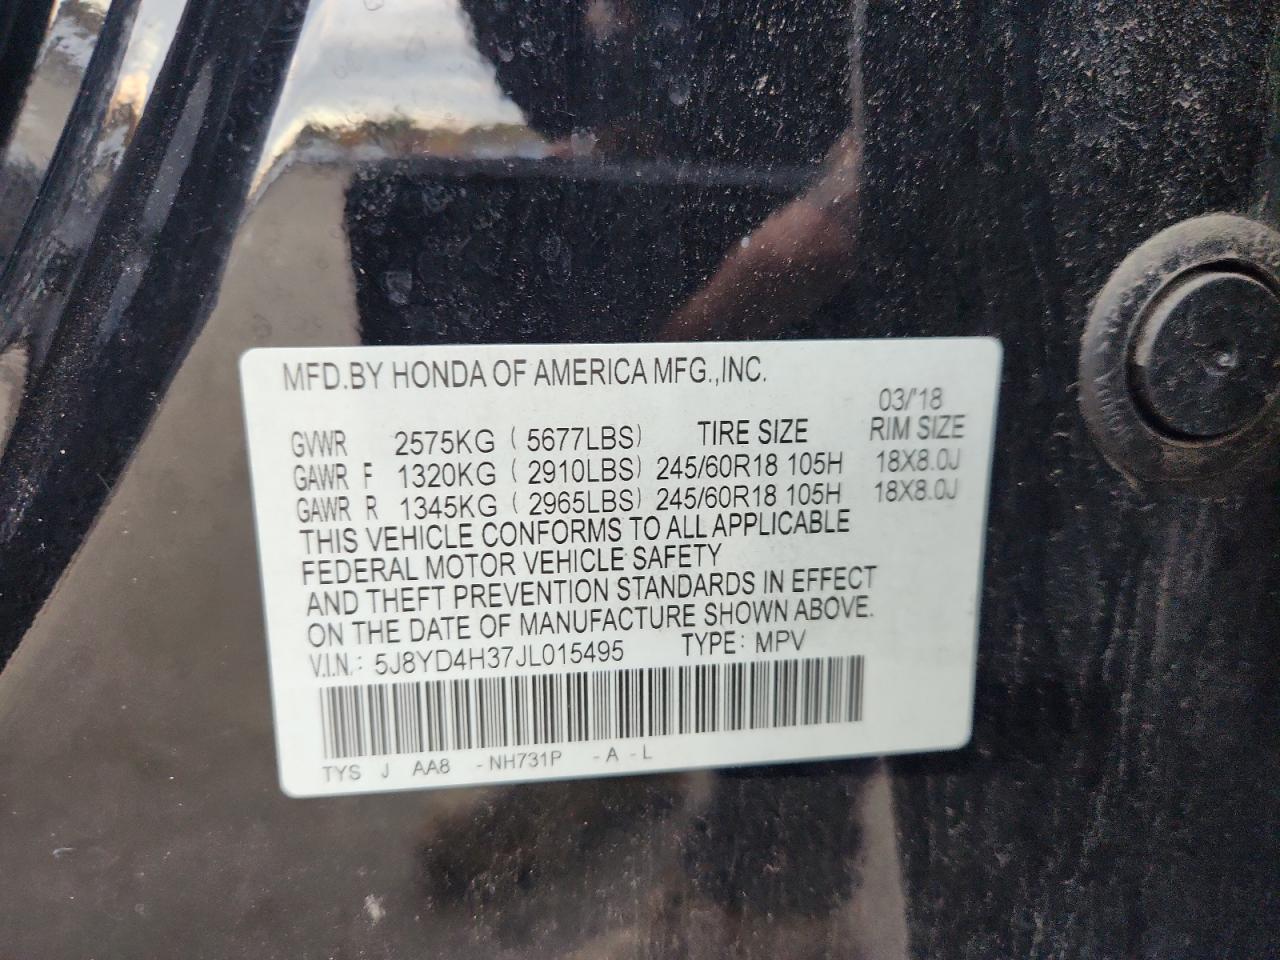 MFD.BY HONDA OF AMERICA MFG.,INC.
03/'18
GVWR 2575KG ( 5677LBS) TIRE SIZE RIM SIZE
GAWR F 1320KG ( 2910LBS) 245/60R18 105H 18X8.0J
GAWR R 1345KG ( 2965LBS) 245/60R18 105H 18X8.0J
THIS VEHICLE CONFORMS TO ALL APPLICABLE
FEDERAL MOTOR VEHICLE SAFETY
AND THEFT PREVENTION STANDARDS IN EFFECT
ON THE DATE OF MANUFACTURE SHOWN ABOVE.
V.I.N.: 5J8YD4H37JL015495 TYPE: MPV
TYS J AA8 -NH731P -A -L